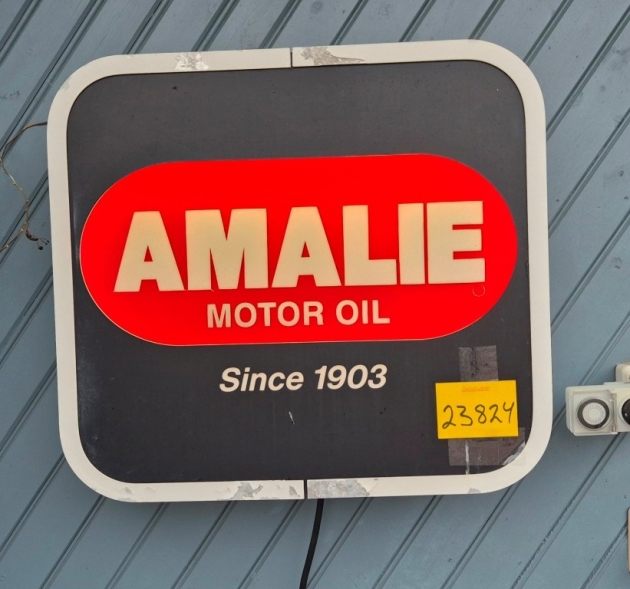 AMALIE
MOTOR OIL
Since 1903
23824